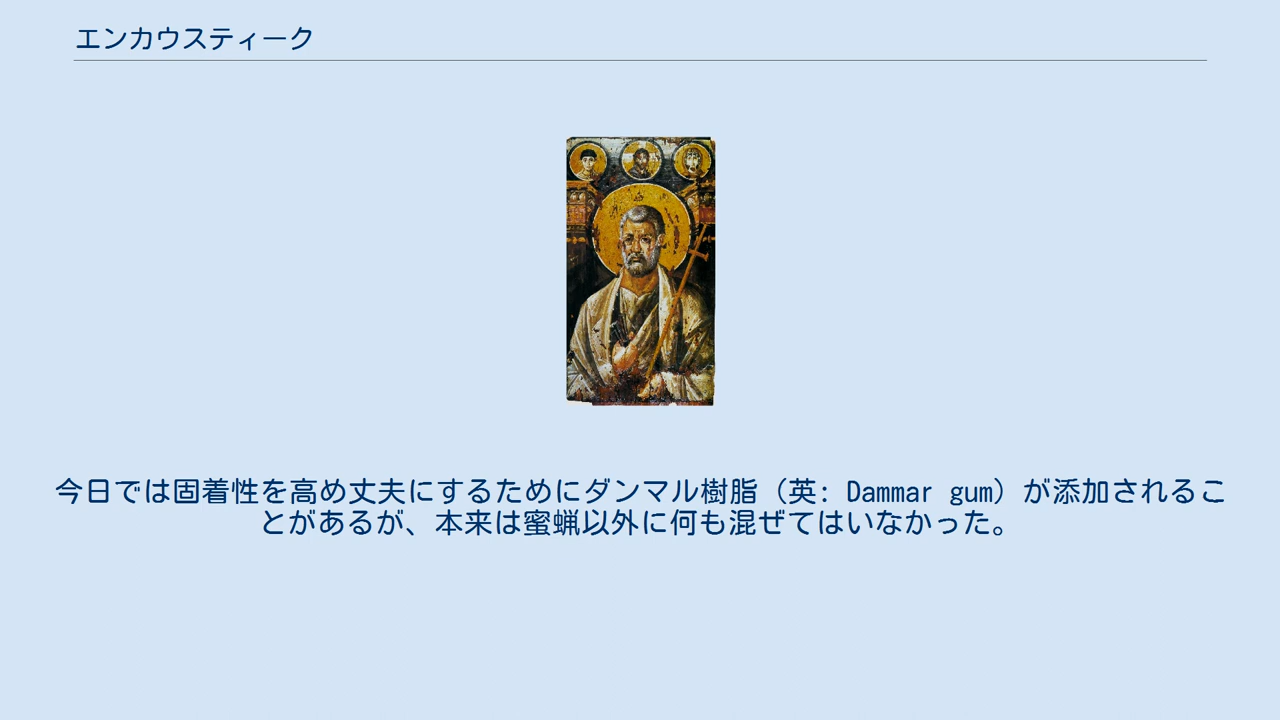 エンカウスティーク
今日では固着性を高め丈夫にするためにダンマル樹脂（英: Dammar gum）が添加されるこ
とがあるが、本来は蜜蝋以外に何も混ぜてはいなかった。